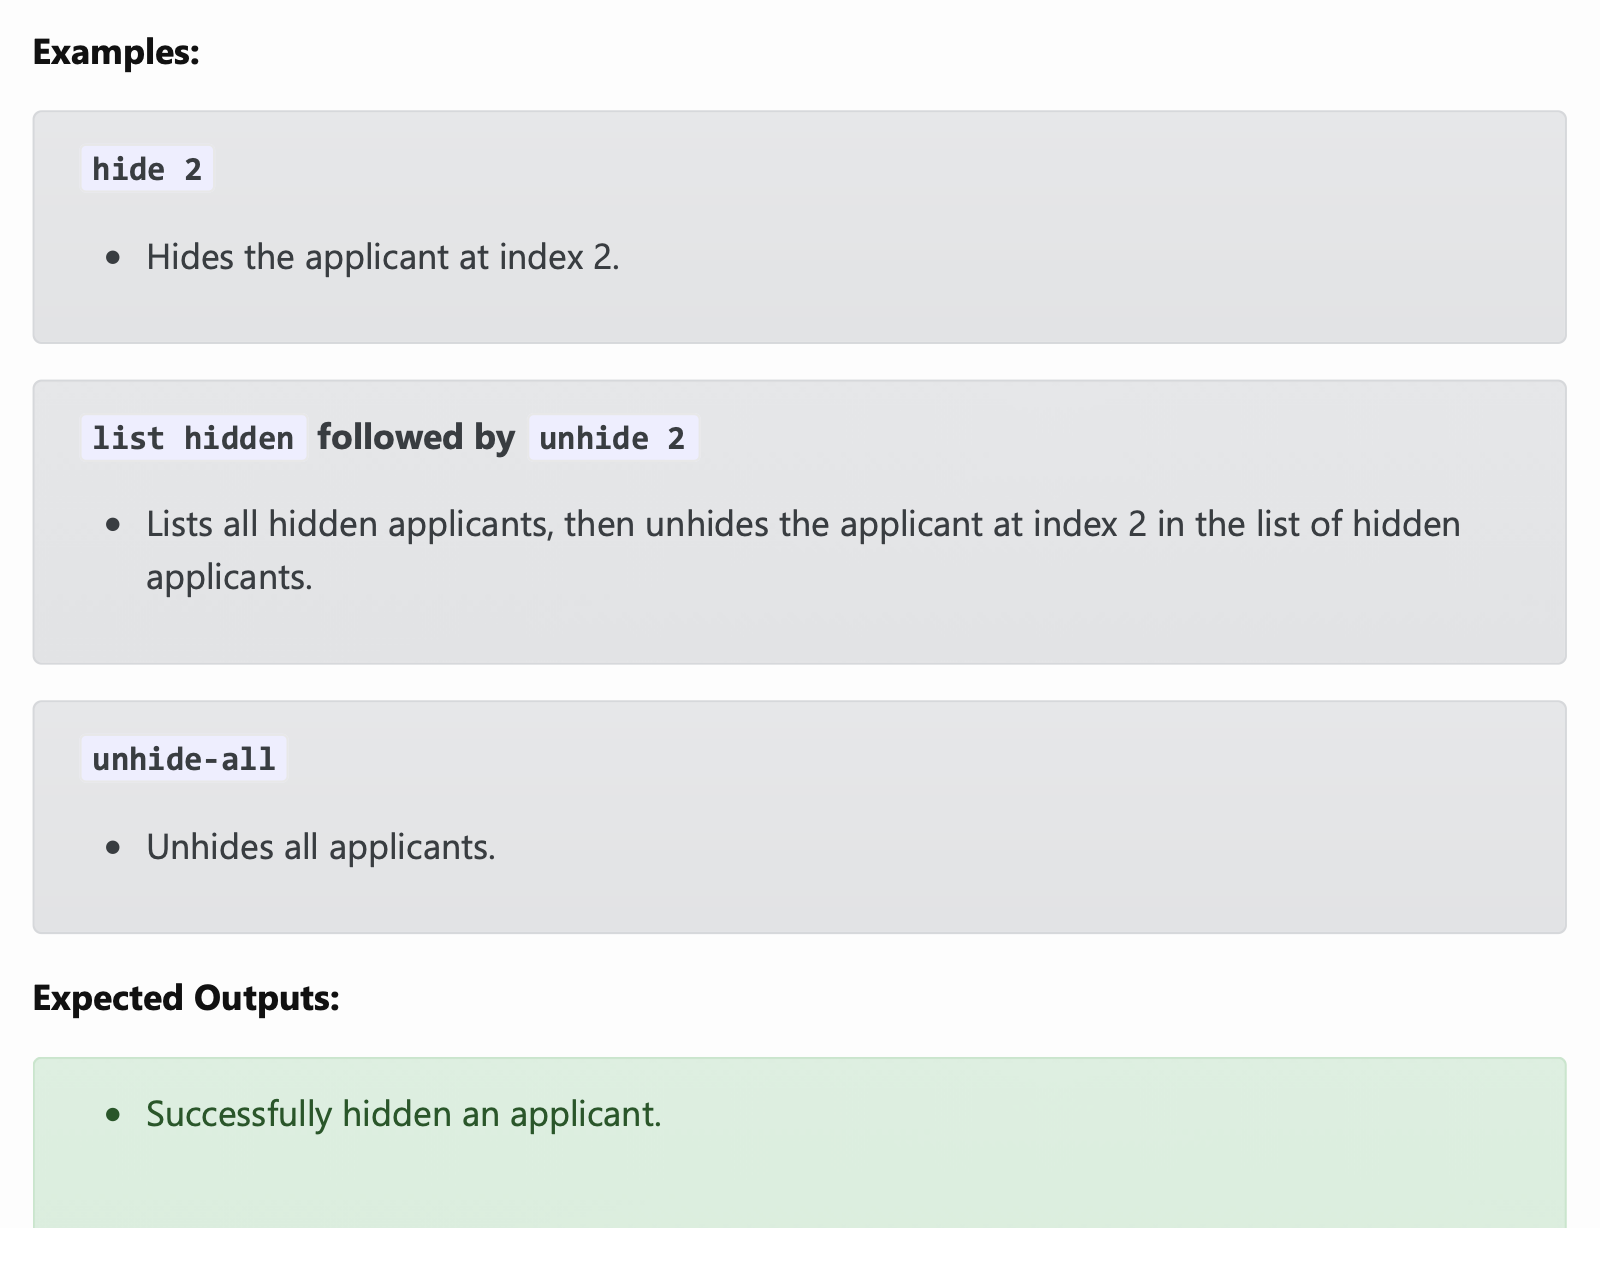 Examples:
hide 2
• Hides the applicant at index 2.
list hidden followed by unhide 2
• Lists all hidden applicants, then unhides the applicant at index 2 in the list of hidden
applicants.
unhide-all
• Unhides all applicants.
Expected Outputs:
• Successfully hidden an applicant.